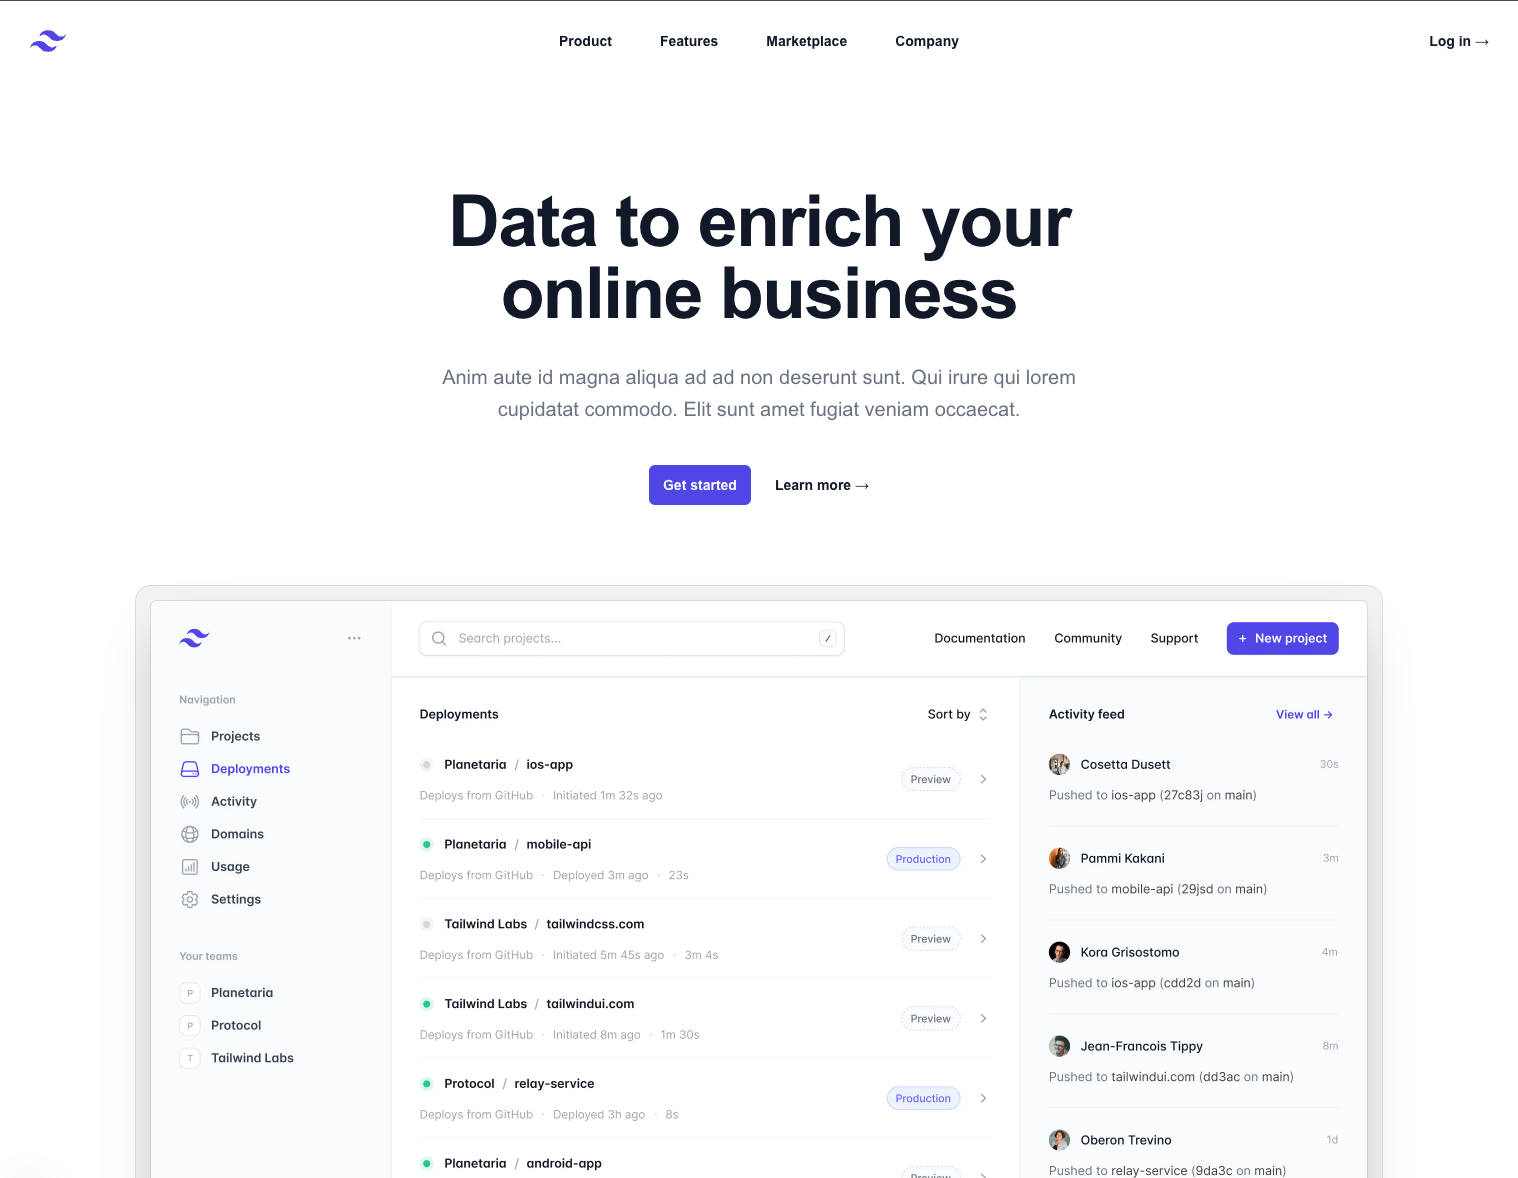 Product Features Marketplace Company Log in →
Data to enrich your
online business
Anim aute id magna aliqua ad ad non deserunt sunt. Qui irure qui lorem
cupidatat commodo. Elit sunt amet fugiat veniam occaecat.
Get started Learn more →
Search projects... /
Documentation Community Support + New project
Navigation
Projects
Deployments
Activity
Domains
Usage
Settings
Your teams
P Planetaria
P Protocol
T Tailwind Labs
Deployments Sort by
Planetaria / ios-app
Deploys from GitHub · Initiated 1m 32s ago
Preview
Planetaria / mobile-api
Deploys from GitHub · Deployed 3m ago · 23s
Production
Tailwind Labs / tailwindcss.com
Deploys from GitHub · Initiated 5m 45s ago · 3m 4s
Preview
Tailwind Labs / tailwindui.com
Deploys from GitHub · Initiated 8m ago · 1m 30s
Preview
Protocol / relay-service
Deploys from GitHub · Deployed 3h ago · 8s
Production
Planetaria / android-app
Preview
Activity feed View all →
Cosetta Dusett 30s
Pushed to ios-app (27c83j on main)
Pammi Kakani 3m
Pushed to mobile-api (29jsd on main)
Kora Grisostomo 4m
Pushed to ios-app (cdd2d on main)
Jean-Francois Tippy 8m
Pushed to tailwindui.com (dd3ac on main)
Oberon Trevino 1d
Pushed to relay-service (9da3c on main)